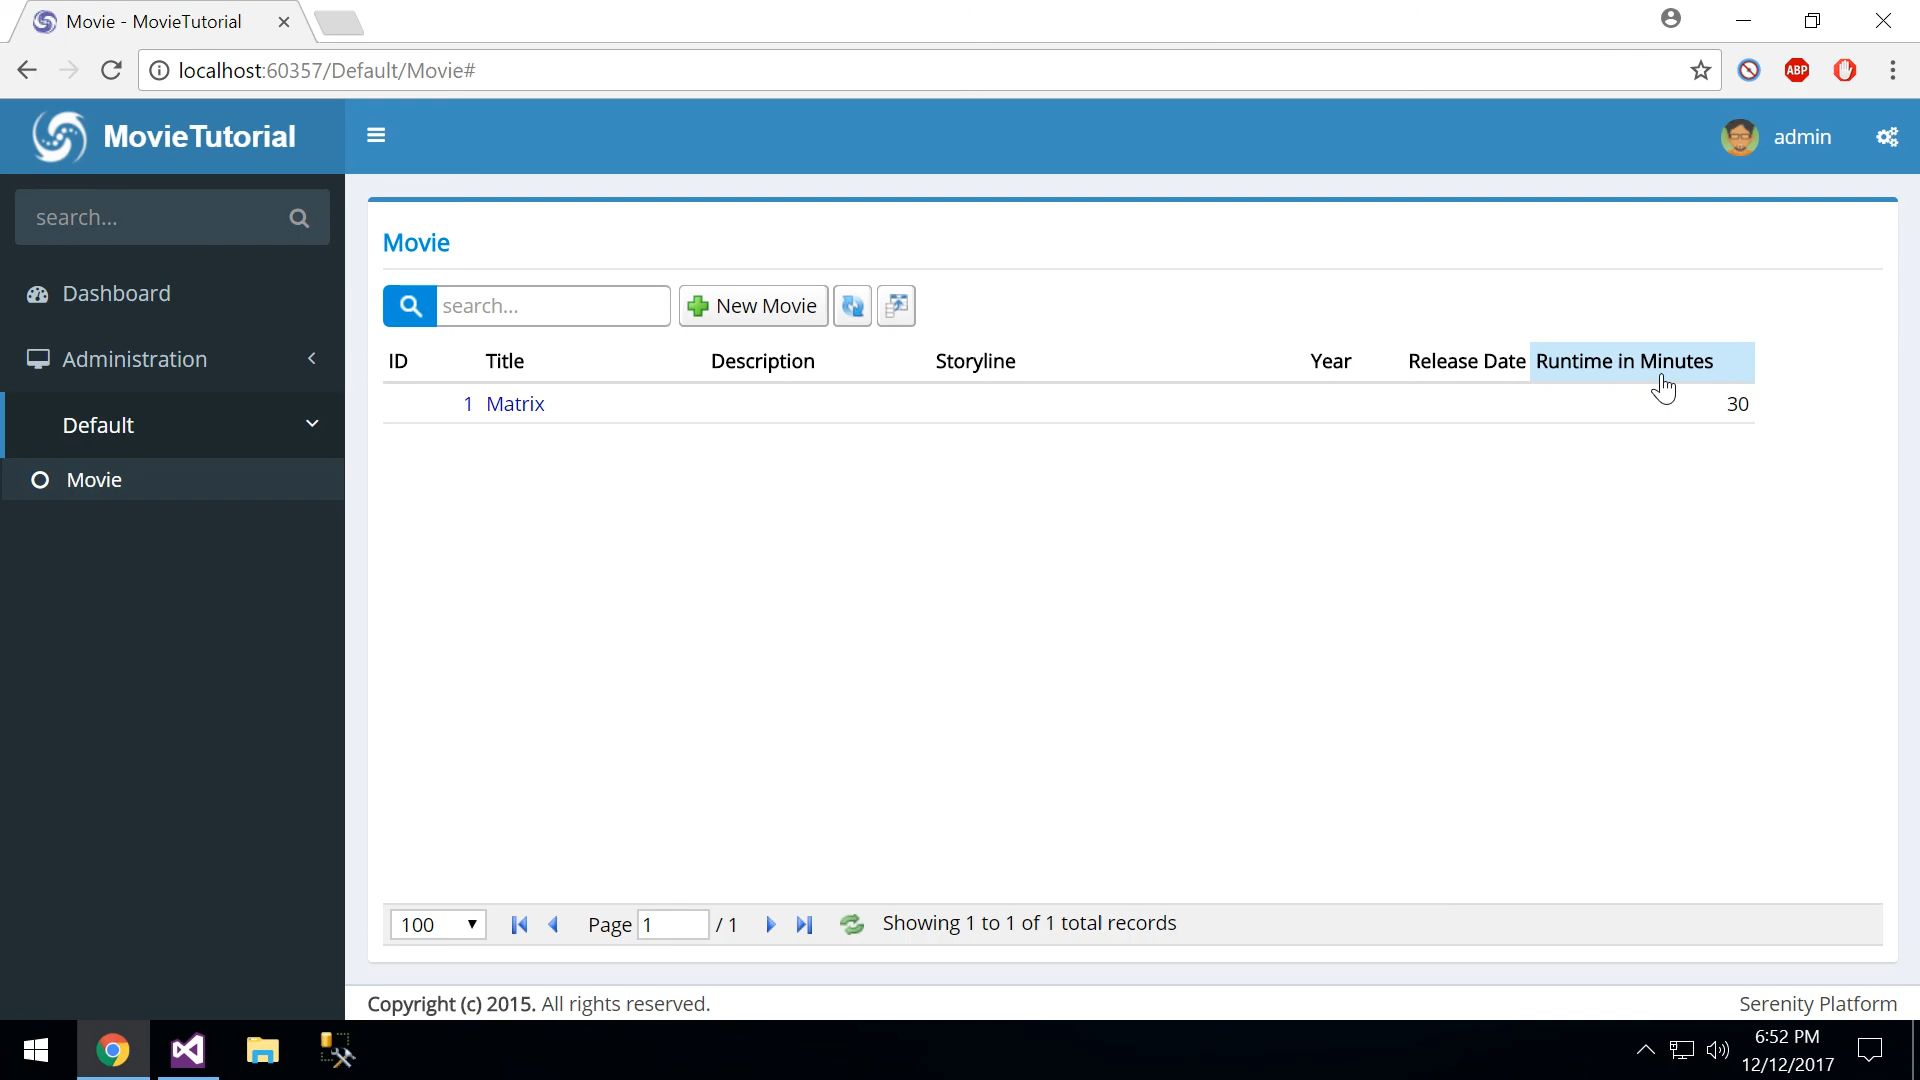 Movie - MovieTutorial
localhost:60357/Default/Movie#
ABP
MovieTutorial
admin
search...
Dashboard
Administration
Default
Movie
Movie
search...
New Movie
ID Title Description Storyline Year Release Date Runtime in Minutes
1 Matrix 30
100 Page 1 / 1 Showing 1 to 1 of 1 total records
Copyright (c) 2015. All rights reserved. Serenity Platform
6:52 PM
12/12/2017